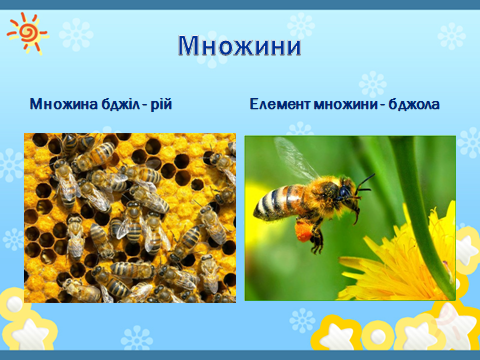 Множини
Множина бджіл - рій
Елемент множини - бджола